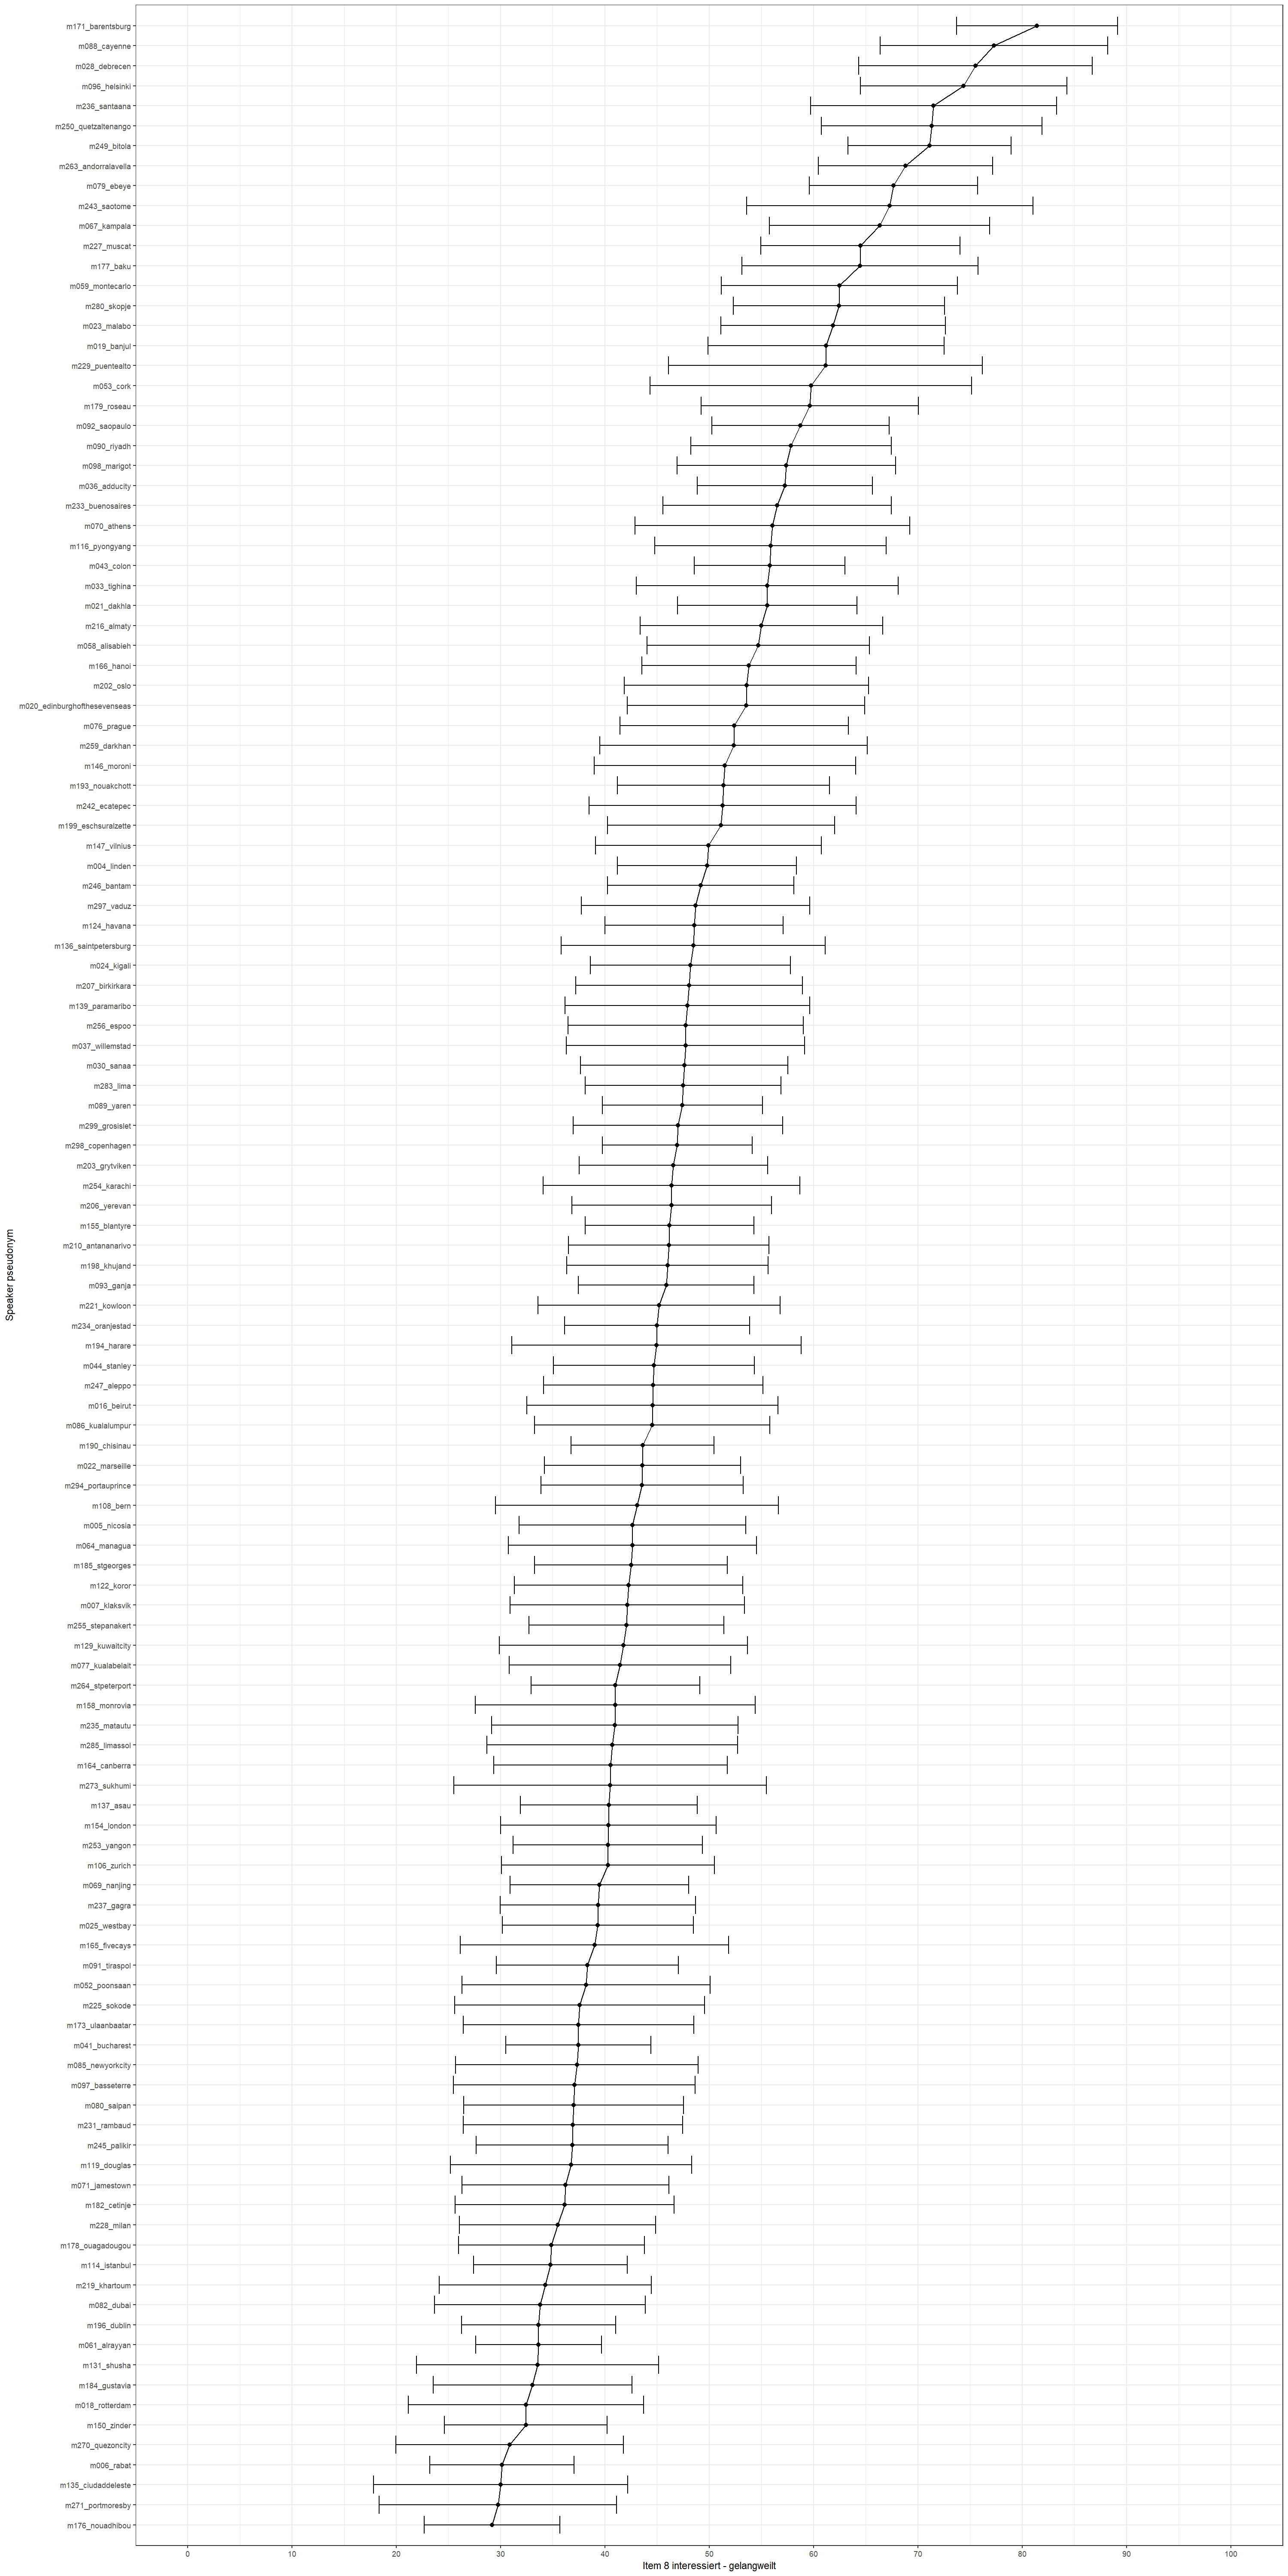 m171_barentsburg
m088_cayenne
m028_debrecen
m096_helsinki
m236_santaana
m250_quetzaltenango
m249_bitola
m263_andorralavella
m079_ebeye
m243_saotome
m067_kampala
m227_muscat
m177_baku
m059_montecarlo
m280_skopje
m023_malabo
m019_banjul
m229_puentealto
m053_cork
m179_roseau
m092_saopaulo
m090_riyadh
m098_marigot
m036_adducity
m233_buenosaires
m070_athens
m116_pyongyang
m043_colon
m033_tighina
m021_dakhla
m216_almaty
m058_alisabieh
m166_hanoi
m202_oslo
m020_edinburghofthesevenseas
m076_prague
m259_darkhan
m146_moroni
m193_nouakchott
m242_ecatepec
m199_eschsuralzette
m147_vilnius
m004_linden
m246_bantam
m297_vaduz
m124_havana
m136_saintpetersburg
m024_kigali
m207_birkirkara
m139_paramaribo
m256_espoo
m037_willemstad
m030_sanaa
m283_lima
m089_yaren
m299_grosislet
m298_copenhagen
m203_grytviken
m254_karachi
m206_yerevan
m155_blantyre
m210_antananarivo
m198_khujand
m093_ganja
m221_kowloon
m234_oranjestad
m194_harare
m044_stanley
m247_aleppo
m016_beirut
m086_kualalumpur
m190_chisinau
m022_marseille
m294_portauprince
m108_bern
m005_nicosia
m064_managua
m185_stgeorges
m122_koror
m007_klaksvik
m255_stepanakert
m129_kuwaitcity
m077_kualabelait
m264_stpeterport
m158_monrovia
m235_matautu
m285_limassol
m164_canberra
m273_sukhumi
m137_asau
m154_london
m253_yangon
m106_zurich
m069_nanjing
m237_gagra
m025_westbay
m165_fivecays
m091_tiraspol
m052_poonsaan
m225_sokode
m173_ulaanbaatar
m041_bucharest
m085_newyorkcity
m097_basseterre
m080_saipan
m231_rambaud
m245_palikir
m119_douglas
m071_jamestown
m182_cetinje
m228_milan
m178_ouagadougou
m114_istanbul
m219_khartoum
m082_dubai
m196_dublin
m061_alrayyan
m131_shusha
m184_gustavia
m018_rotterdam
m150_zinder
m270_quezoncity
m006_rabat
m135_ciudaddeleste
m271_portmoresby
m176_nouadhibou
Speaker pseudonym
0 10 20 30 40 50 60 70 80 90 100
Item 8 interessiert - gelangweilt